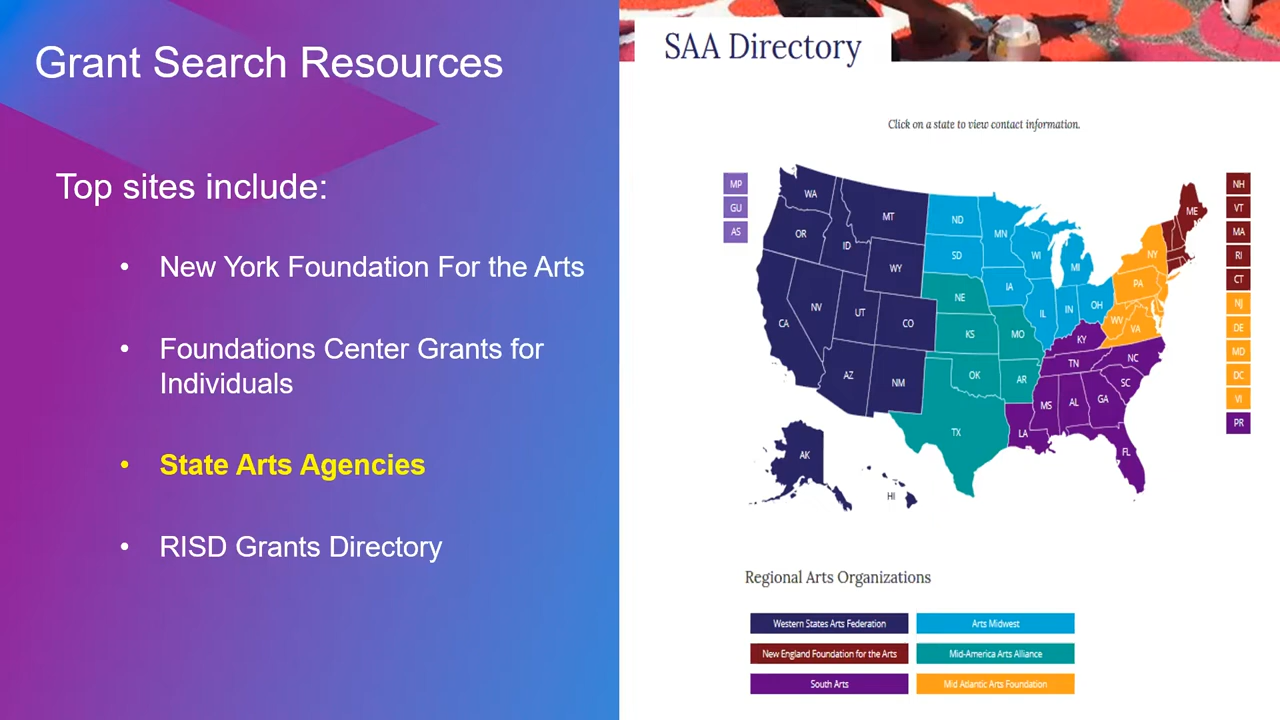 Grant Search Resources
Top sites include:
• New York Foundation For the Arts
• Foundations Center Grants for
Individuals
• State Arts Agencies
• RISD Grants Directory
SAA Directory
Click on a state to view contact information.
MP
GU
AS
WA
OR
ID
MT
WY
NV
CA
UT
CO
AZ
NM
ND
SD
MN
WI
MI
IA
IL
IN
OH
NE
KS
MO
OK
AR
TX
KY
TN
NC
SC
MS
AL
GA
LA
FL
NY
PA
WV
VA
ME
AK
HI
NH
VT
MA
RI
CT
NJ
DE
MD
DC
VI
PR
Regional Arts Organizations
Western States Arts Federation
Arts Midwest
New England Foundation for the Arts
Mid-America Arts Alliance
South Arts
Mid Atlantic Arts Foundation